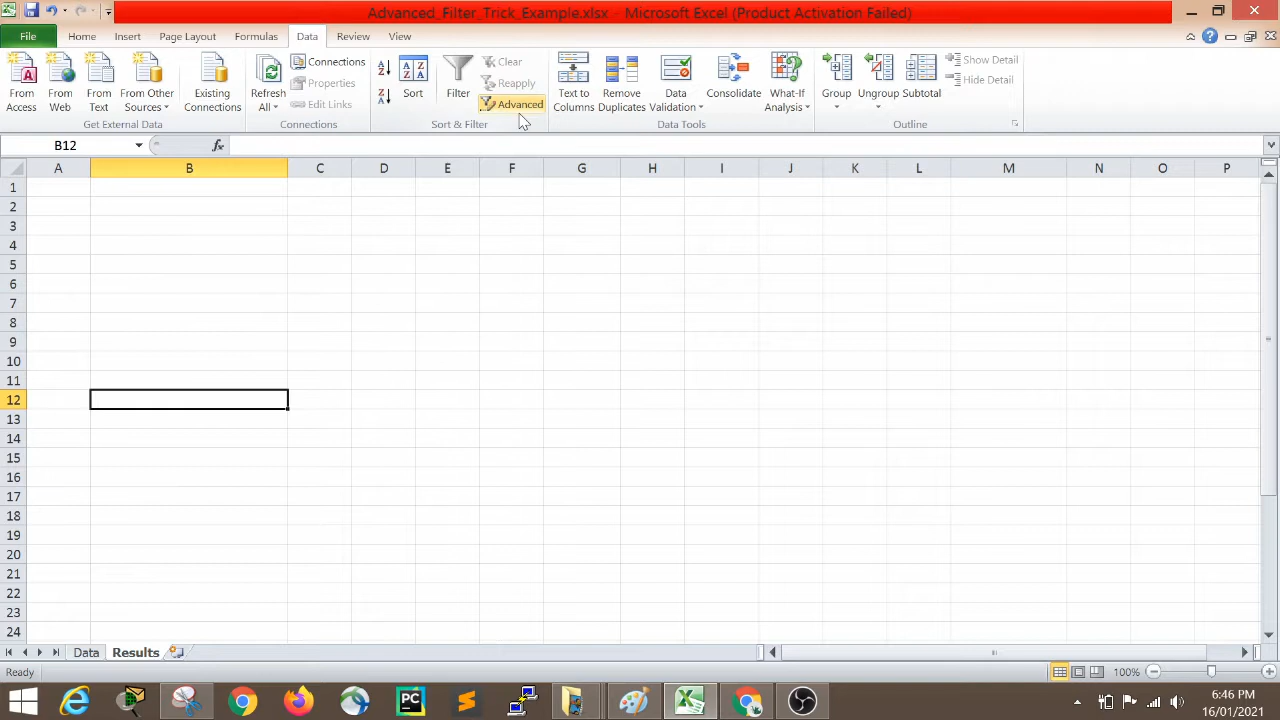 Advanced_Filter_Trick_Example.xlsx - Microsoft Excel (Product Activation Failed)
File Home Insert Page Layout Formulas Data Review View
From Access
From Web
From Text
From Other Sources
Existing Connections
Get External Data
Refresh All
Connections
Properties
Edit Links
Connections
Sort
Filter
Clear
Reapply
Advanced
Sort & Filter
Text to Columns
Remove Duplicates
Data Validation
Consolidate
What-If Analysis
Data Tools
Group
Ungroup
Subtotal
Show Detail
Hide Detail
Outline
B12 fx
A B C D E F G H I J K L M N O P
1
2
3
4
5
6
7
8
9
10
11
12
13
14
15
16
17
18
19
20
21
22
23
24
Data Results
Ready 100%
PC
6:46 PM
16/01/2021